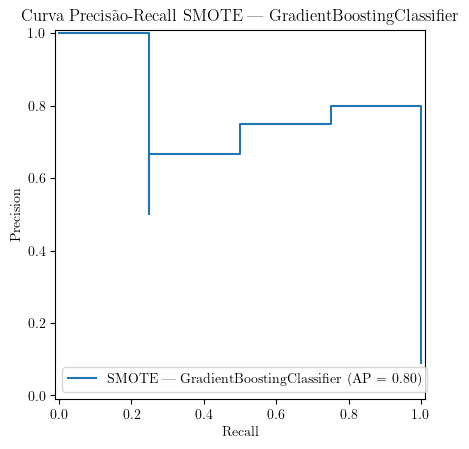 Curva Precisão-Recall SMOTE — GradientBoostingClassifier
1.0
0.8
0.6
0.4
0.2
0.0
Precision
SMOTE — GradientBoostingClassifier (AP = 0.80)
0.0 0.2 0.4 0.6 0.8 1.0
Recall